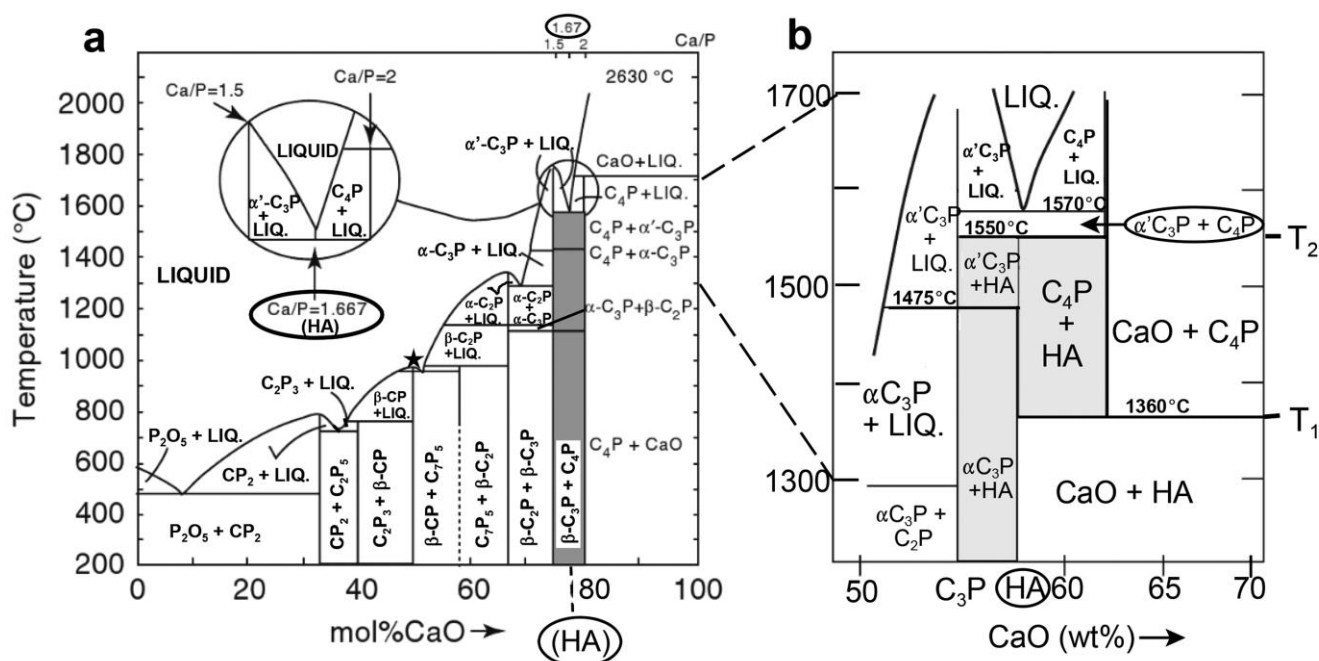 a
1.67
1.5 2
Ca/P
2630 °C
Ca/P=2
Ca/P=1.5
LIQUID
α'-C₃P + LIQ.
C₄P + LIQ.
Ca/P=1.667
(HA)
LIQUID
α'-C₃P + LIQ.
CaO+LIQ.
C₄P+LIQ.
C₄P+α'-C₃P
C₄P+α-C₃P
α-C₃P + LIQ.
α-C₂P +LIQ.
α-C₂P + α-C₃P
α-C₃P+β-C₂P
β-C₂P +LIQ.
★
C₂P₃ + LIQ.
β-CP +LIQ.
P₂O₅ + LIQ.
CP₂ + LIQ.
C₄P + CaO
P₂O₅ + CP₂
CP₂ + C₂P₅
C₂P₃ + β-CP
β-CP + C₇P₅
C₇P₅ + β-C₂P
β-C₂P + β-C₃P
β-C₃P + C₄P
Temperature (°C)
2000
1800
1600
1400
1200
1000
800
600
400
200
0 20 40 60 80 100
mol%CaO
(HA)
b
1700
1500
1300
LIQ.
α'C₃P + LIQ.
C₄P + LIQ.
1570°C
1550°C
α'C₃P + C₄P
T₂
α'C₃P + LIQ.
α'C₃P +HA
1475°C
C₄P + HA
CaO + C₄P
1360°C
T₁
αC₃P + LIQ.
αC₃P +HA
CaO + HA
αC₃P + C₂P
50 60 65 70
C₃P HA
CaO (wt%)